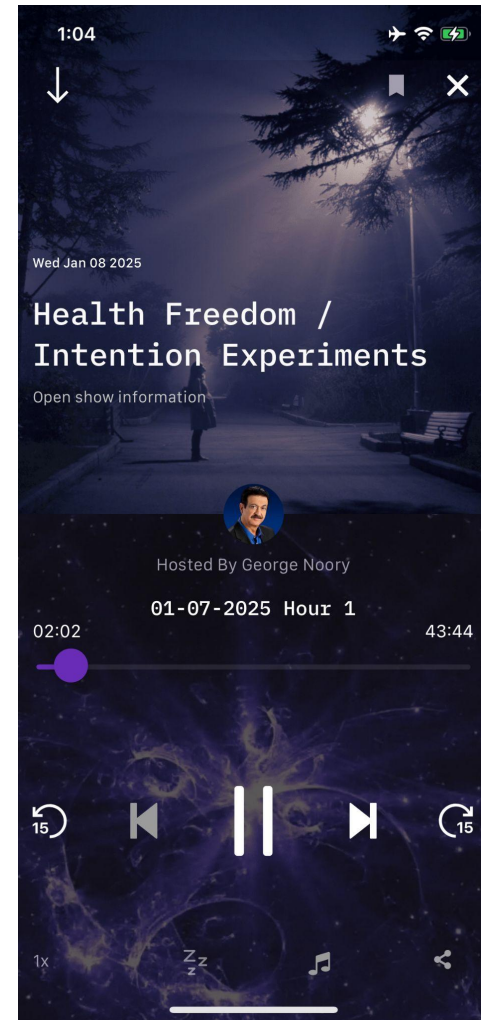 1:04
Wed Jan 08 2025
Health Freedom /
Intention Experiments
Open show information
Hosted By George Noory
01-07-2025 Hour 1
02:02 43:44
15 15
1x zzz